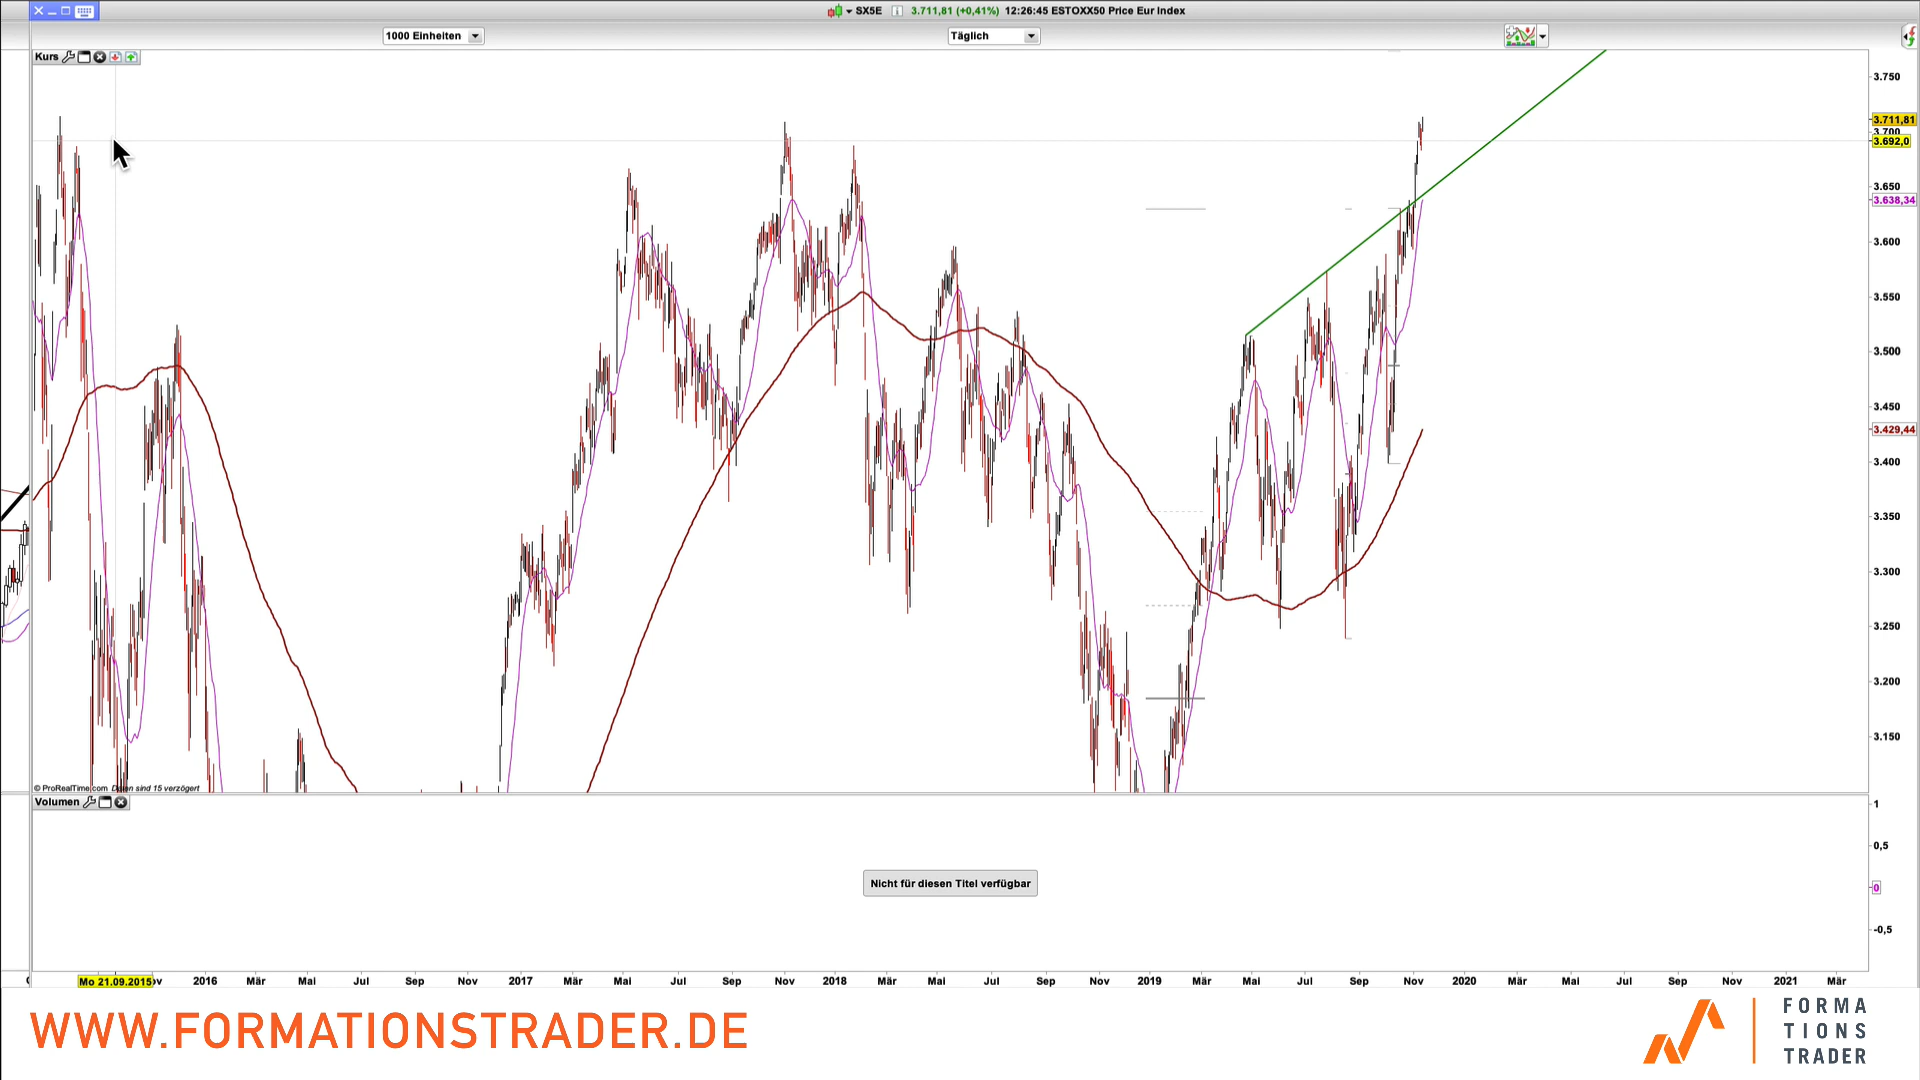 SX5E 3.711,81 (+0,41%) 12:26:45 ESTOXX50 Price Eur Index
1000 Einheiten
Täglich
Kurs
3.750
3.711,81
3.700
3.692,0
3.650
3.638,34
3.600
3.550
3.500
3.450
3.429,44
3.400
3.350
3.300
3.250
3.200
3.150
© ProRealTime.com Daten sind 15 verzögert
Volumen
1
0,5
0
-0,5
Nicht für diesen Titel verfügbar
Mo 21.09.2015 2016 Mär Mai Jul Sep Nov 2017 Mär Mai Jul Sep Nov 2018 Mär Mai Jul Sep Nov 2019 Mär Mai Jul Sep Nov 2020 Mär Mai Jul Sep Nov 2021 Mär
WWW.FORMATIONSTRADER.DE
FORMA
TIONS
TRADER